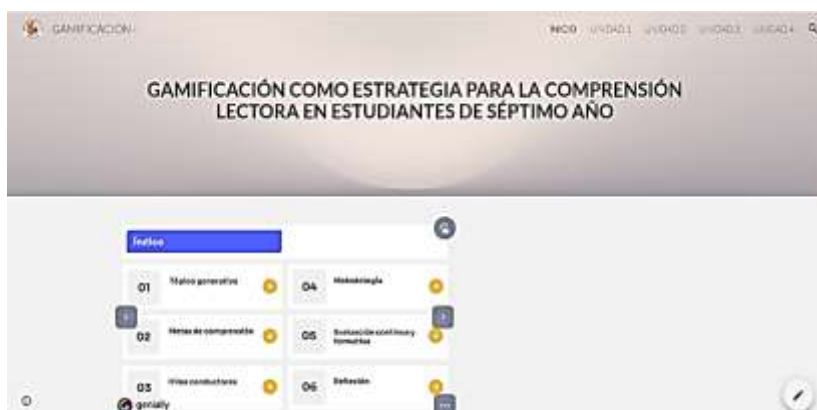 GAMIFICACIÓN
INICIO UNIDAD 1 UNIDAD 2 UNIDAD 3 UNIDAD 4
GAMIFICACIÓN COMO ESTRATEGIA PARA LA COMPRENSIÓN
LECTORA EN ESTUDIANTES DE SÉPTIMO AÑO
Índice
01 Tópico generativo
04 Metodología
02 Metas de comprensión
05 Evaluación continua y
formativa
03 Hilos conductores
06 Reflexión
genially